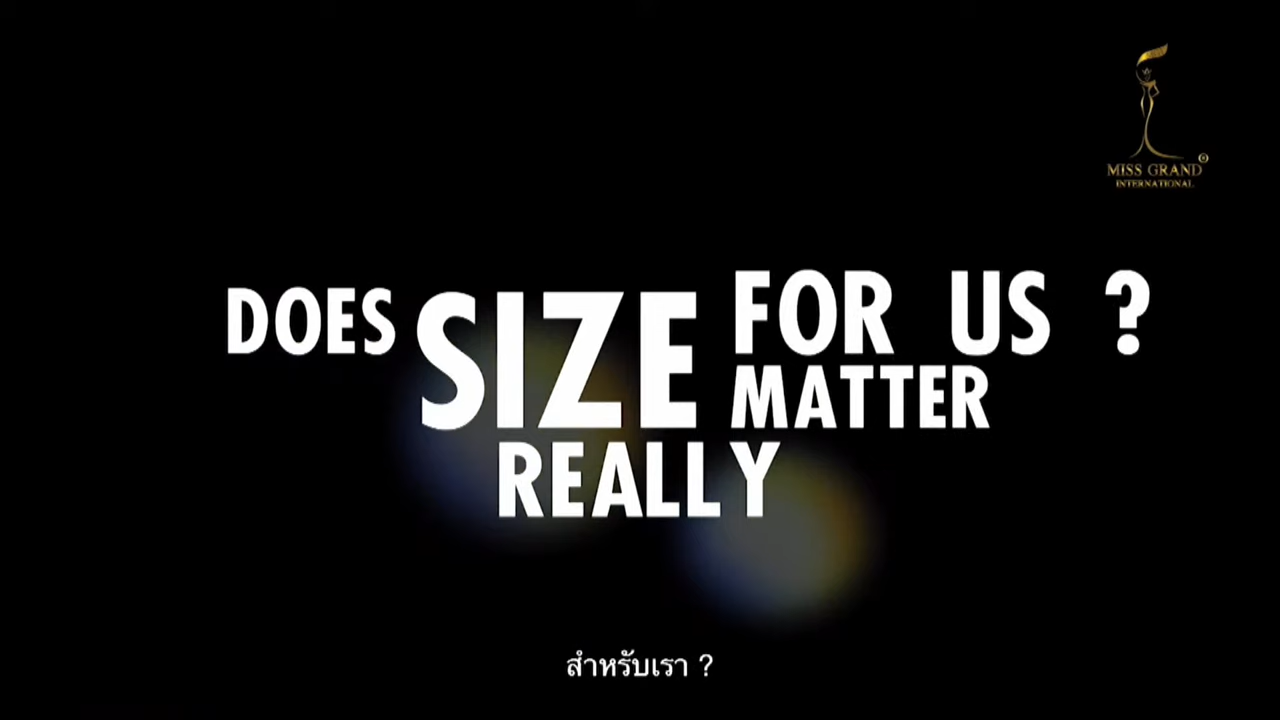 MISS GRAND
INTERNATIONAL
DOES SIZE FOR US ?
MATTER
REALLY
สำหรับเรา ?